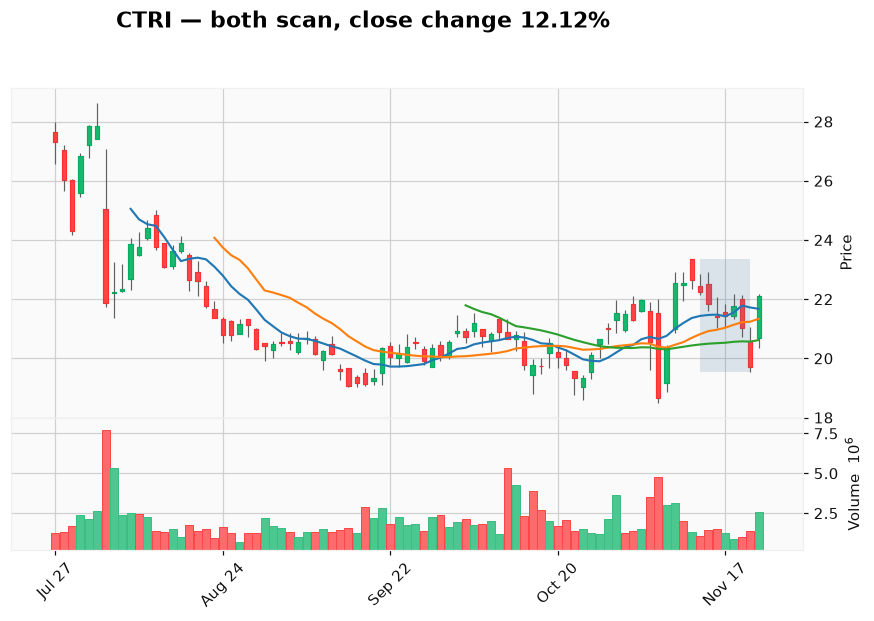 CTRI — both scan, close change 12.12%
28
26
24
22
20
18
Price
7.5
5.0
2.5
Volume 10^6
Jul 27
Aug 24
Sep 22
Oct 20
Nov 17